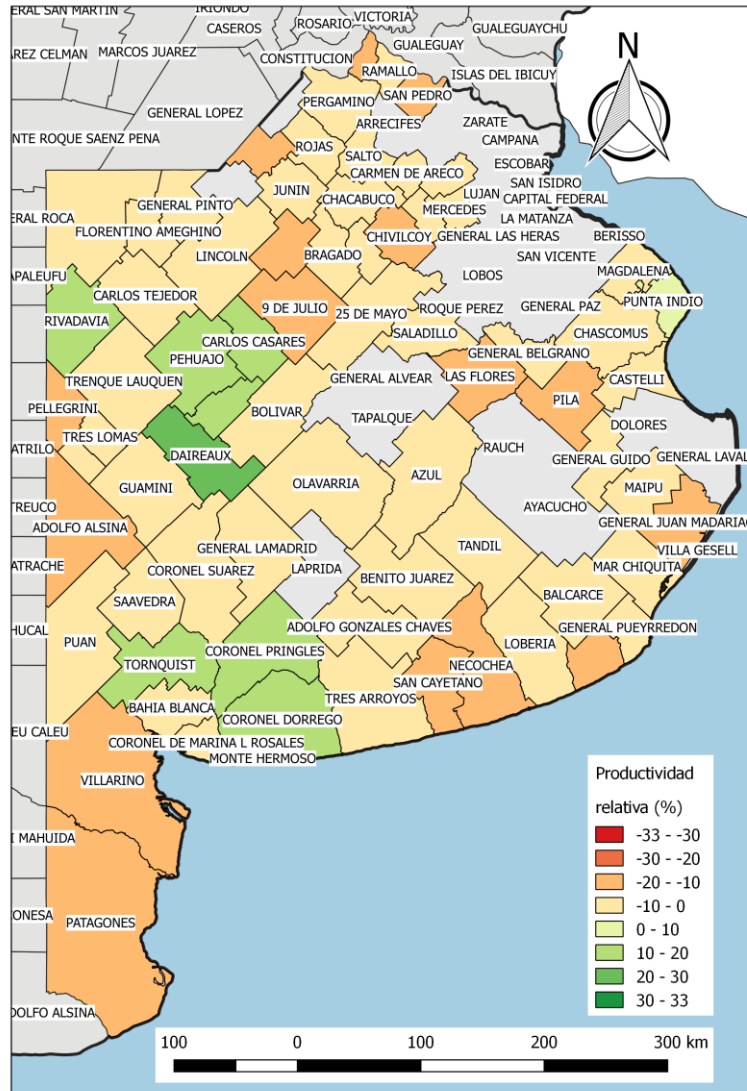 ERAL SAN MARTIN
IRIONDO
VICTORIA
ROSARIO
GUALEGUAYCHU
CASEROS
GUALEGUAY
MARCOS JUAREZ
REZ CELMAN
CONSTITUCION
N
RAMALLO
ISLAS DEL IBICUY
SAN PEDRO
PERGAMINO
GENERAL LOPEZ
ARRECIFES
ZARATE
NTE ROQUE SAENZ PENA
CAMPANA
ROJAS
SALTO
ESCOBAR
CARMEN DE ARECO
SAN ISIDRO
JUNIN
LUJAN
CAPITAL FEDERAL
CHACABUCO
GENERAL PINTO
MERCEDES
LA MATANZA
ERAL ROCA
FLORENTINO AMEGHINO
CHIVILCOY
GENERAL LAS HERAS
BERISSO
LINCOLN
BRAGADO
SAN VICENTE
APALEUFU
LOBOS
MAGDALENA
CARLOS TEJEDOR
GENERAL PAZ
PUNTA INDIO
RIVADAVIA
9 DE JULIO
25 DE MAYO
ROQUE PEREZ
CARLOS CASARES
SALADILLO
CHASCOMUS
PEHUAJO
GENERAL BELGRANO
TRENQUE LAUQUEN
GENERAL ALVEAR
LAS FLORES
CASTELLI
PELLEGRINI
BOLIVAR
PILA
TAPALQUE
DOLORES
TRES LOMAS
ATRILO
RAUCH
DAIREAUX
GENERAL GUIDO
GENERAL LAVAL
AZUL
GUAMINI
OLAVARRIA
MAIPU
TREUCO
AYACUCHO
ADOLFO ALSINA
GENERAL JUAN MADARIAG
TANDIL
GENERAL LAMADRID
VILLA GESELL
ATRACHE
CORONEL SUAREZ
LAPRIDA
MAR CHIQUITA
BENITO JUAREZ
BALCARCE
SAAVEDRA
HUCAL
ADOLFO GONZALES CHAVES
GENERAL PUEYRREDON
PUAN
LOBERIA
CORONEL PRINGLES
TORNQUIST
NECOCHEA
SAN CAYETANO
TRES ARROYOS
BAHIA BLANCA
CORONEL DORREGO
EU CALEU
CORONEL DE MARINA L ROSALES
MONTE HERMOSO
VILLARINO
I MAHUIDA
ONESA
PATAGONES
DOLFO ALSINA
Productividad
relativa (%)
-33 - -30
-30 - -20
-20 - -10
-10 - 0
0 - 10
10 - 20
20 - 30
30 - 33
100 0 100 200 300 km